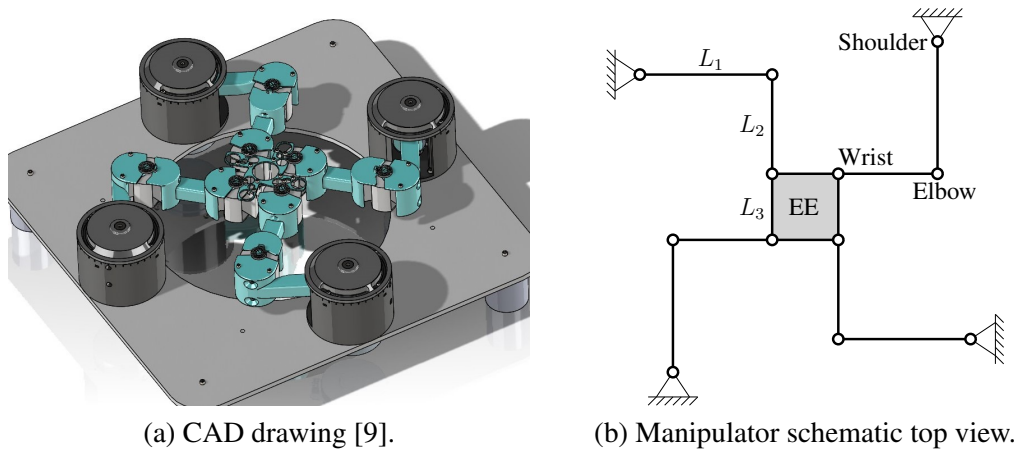 Shoulder
L₁
L₂
Wrist
L₃
EE
Elbow
(a) CAD drawing [9].
(b) Manipulator schematic top view.